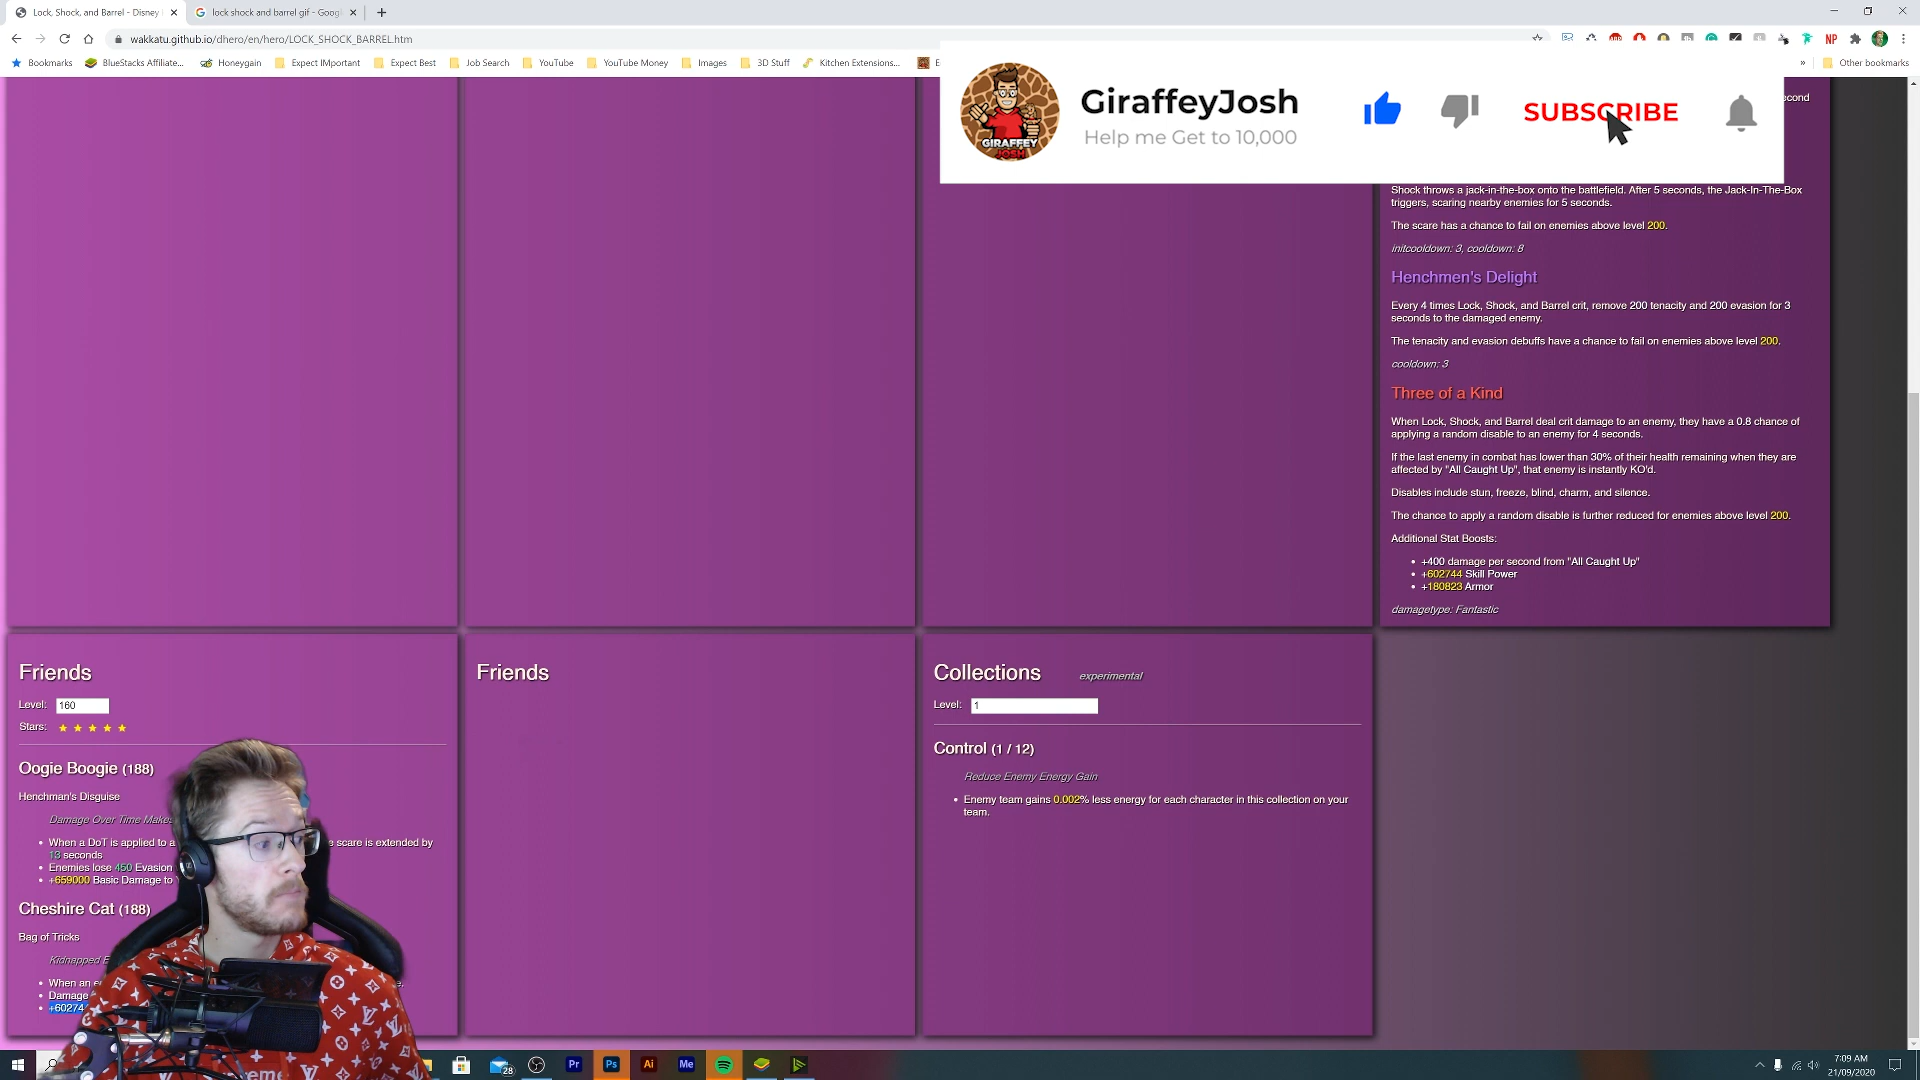 Lock, Shock, and Barrel - Disney
lock shock and barrel gif - Goog
wakkatu.github.io/dhero/en/hero/LOCK_SHOCK_BARREL.htm
Bookmarks
BlueStacks Affiliate...
Honeygain
Expect IMportant
Expect Best
Job Search
YouTube
YouTube Money
Images
3D Stuff
Kitchen Extensions...
E
»
Other bookmarks
GiraffeyJosh
Help me Get to 10,000
SUBSCRIBE
GIRAFFEY
JOSH
NP
second
Shock throws a jack-in-the-box onto the battlefield. After 5 seconds, the Jack-In-The-Box
triggers, scaring nearby enemies for 5 seconds.
The scare has a chance to fail on enemies above level 200.
initcooldown: 3, cooldown: 8
Henchmen's Delight
Every 4 times Lock, Shock, and Barrel crit, remove 200 tenacity and 200 evasion for 3
seconds to the damaged enemy.
The tenacity and evasion debuffs have a chance to fail on enemies above level 200.
cooldown: 3
Three of a Kind
When Lock, Shock, and Barrel deal crit damage to an enemy, they have a 0.8 chance of
applying a random disable to an enemy for 4 seconds.
If the last enemy in combat has lower than 30% of their health remaining when they are
affected by "All Caught Up", that enemy is instantly KO'd.
Disables include stun, freeze, blind, charm, and silence.
The chance to apply a random disable is further reduced for enemies above level 200.
Additional Stat Boosts:
+400 damage per second from "All Caught Up"
+602744 Skill Power
+180823 Armor
damagetype: Fantastic
Friends
Level: 160
Stars: ★ ★ ★ ★ ★
Oogie Boogie (188)
Henchman's Disguise
Damage Over Time Makes
When a DoT is applied to a e scare is extended by
13 seconds
Enemies lose 450 Evasion
+659000 Basic Damage to
Cheshire Cat (188)
Bag of Tricks
Kidnapped E
When an e
Damage
+60274
Friends
Collections experimental
Level: 1
Control (1 / 12)
Reduce Enemy Energy Gain
Enemy team gains 0.002% less energy for each character in this collection on your
team.
28
Pr
Ps
Ai
Me
7:09 AM
21/09/2020